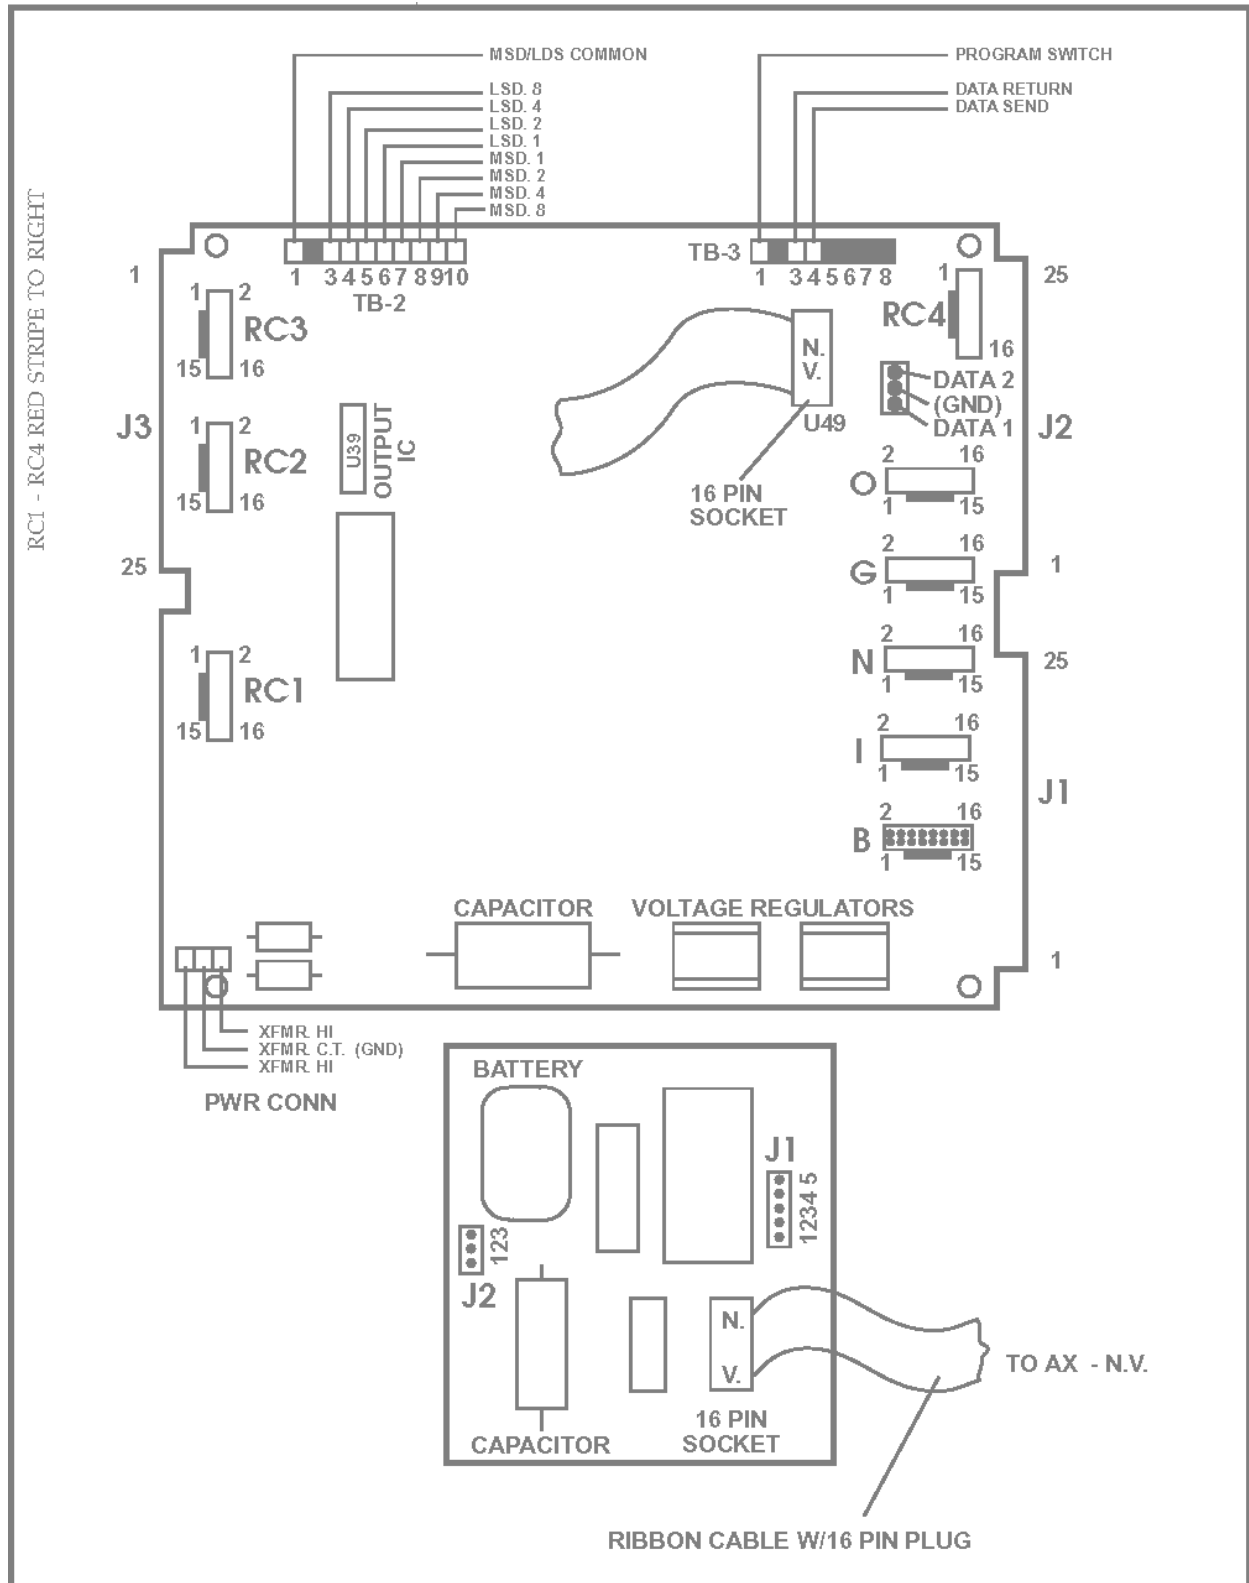 MSD/LDS COMMON
LSD. 8
LSD. 4
LSD. 2
LSD. 1
MSD. 1
MSD. 2
MSD. 4
MSD. 8
PROGRAM SWITCH
DATA RETURN
DATA SEND
RC1 - RC4 RED STRIPE TO RIGHT
1 3 4 5 6 7 8 9 10
TB-2
TB-3
1 3 4 5 6 7 8
1
25
J3
1 2
RC3
15 16
1 2
RC2
15 16
1 2
RC1
15 16
U39
OUTPUT
IC
N.
V.
U49
16 PIN
SOCKET
1
RC4
16
25
DATA 2
(GND)
DATA 1
J2
1
2 16
O
1 15
2 16
G
1 15
2 16
N
1 15
25
2 16
I
1 15
J1
2 16
B
1 15
1
CAPACITOR
VOLTAGE REGULATORS
XFMR. HI
XFMR. C.T. (GND)
XFMR. HI
PWR CONN
BATTERY
J1
1 2 3 4 5
1 2 3
J2
N.
V.
16 PIN
SOCKET
CAPACITOR
TO AX - N.V.
RIBBON CABLE W/16 PIN PLUG